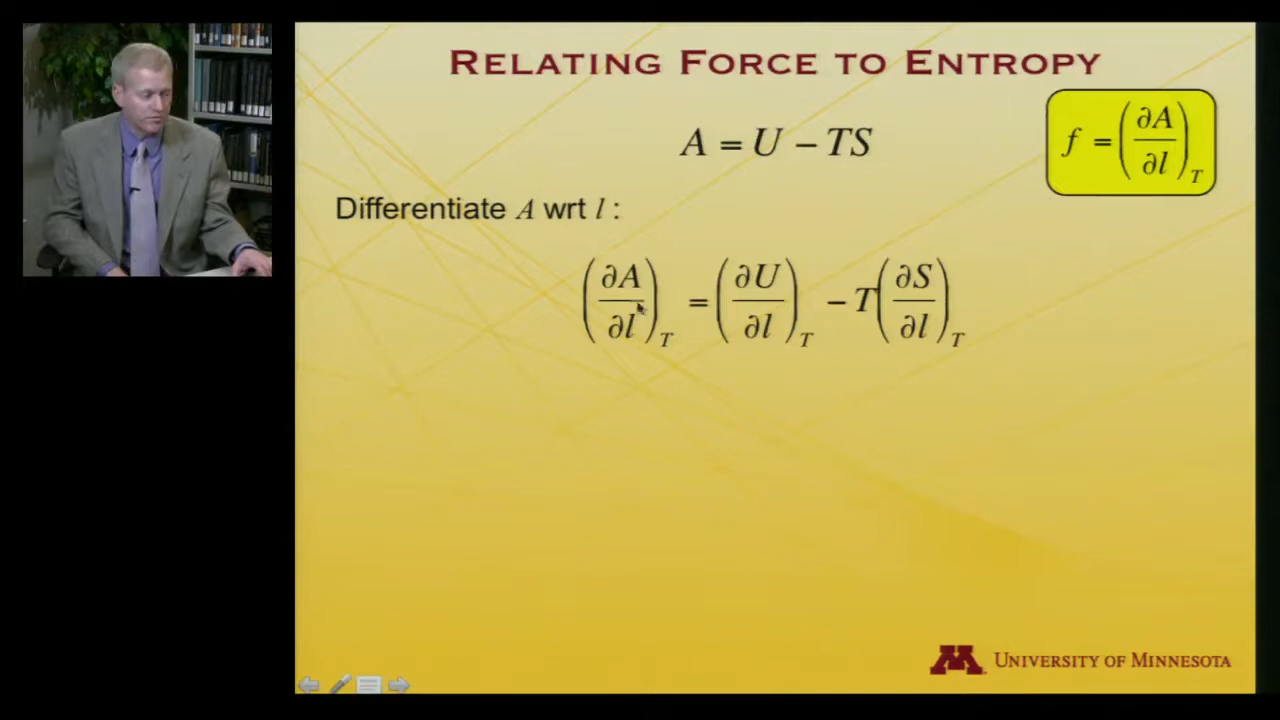 RELATING FORCE TO ENTROPY
A = U − TS
f = (∂A/∂l)_T
Differentiate A wrt l :
(∂A/∂l)_T = (∂U/∂l)_T − T(∂S/∂l)_T
M UNIVERSITY OF MINNESOTA